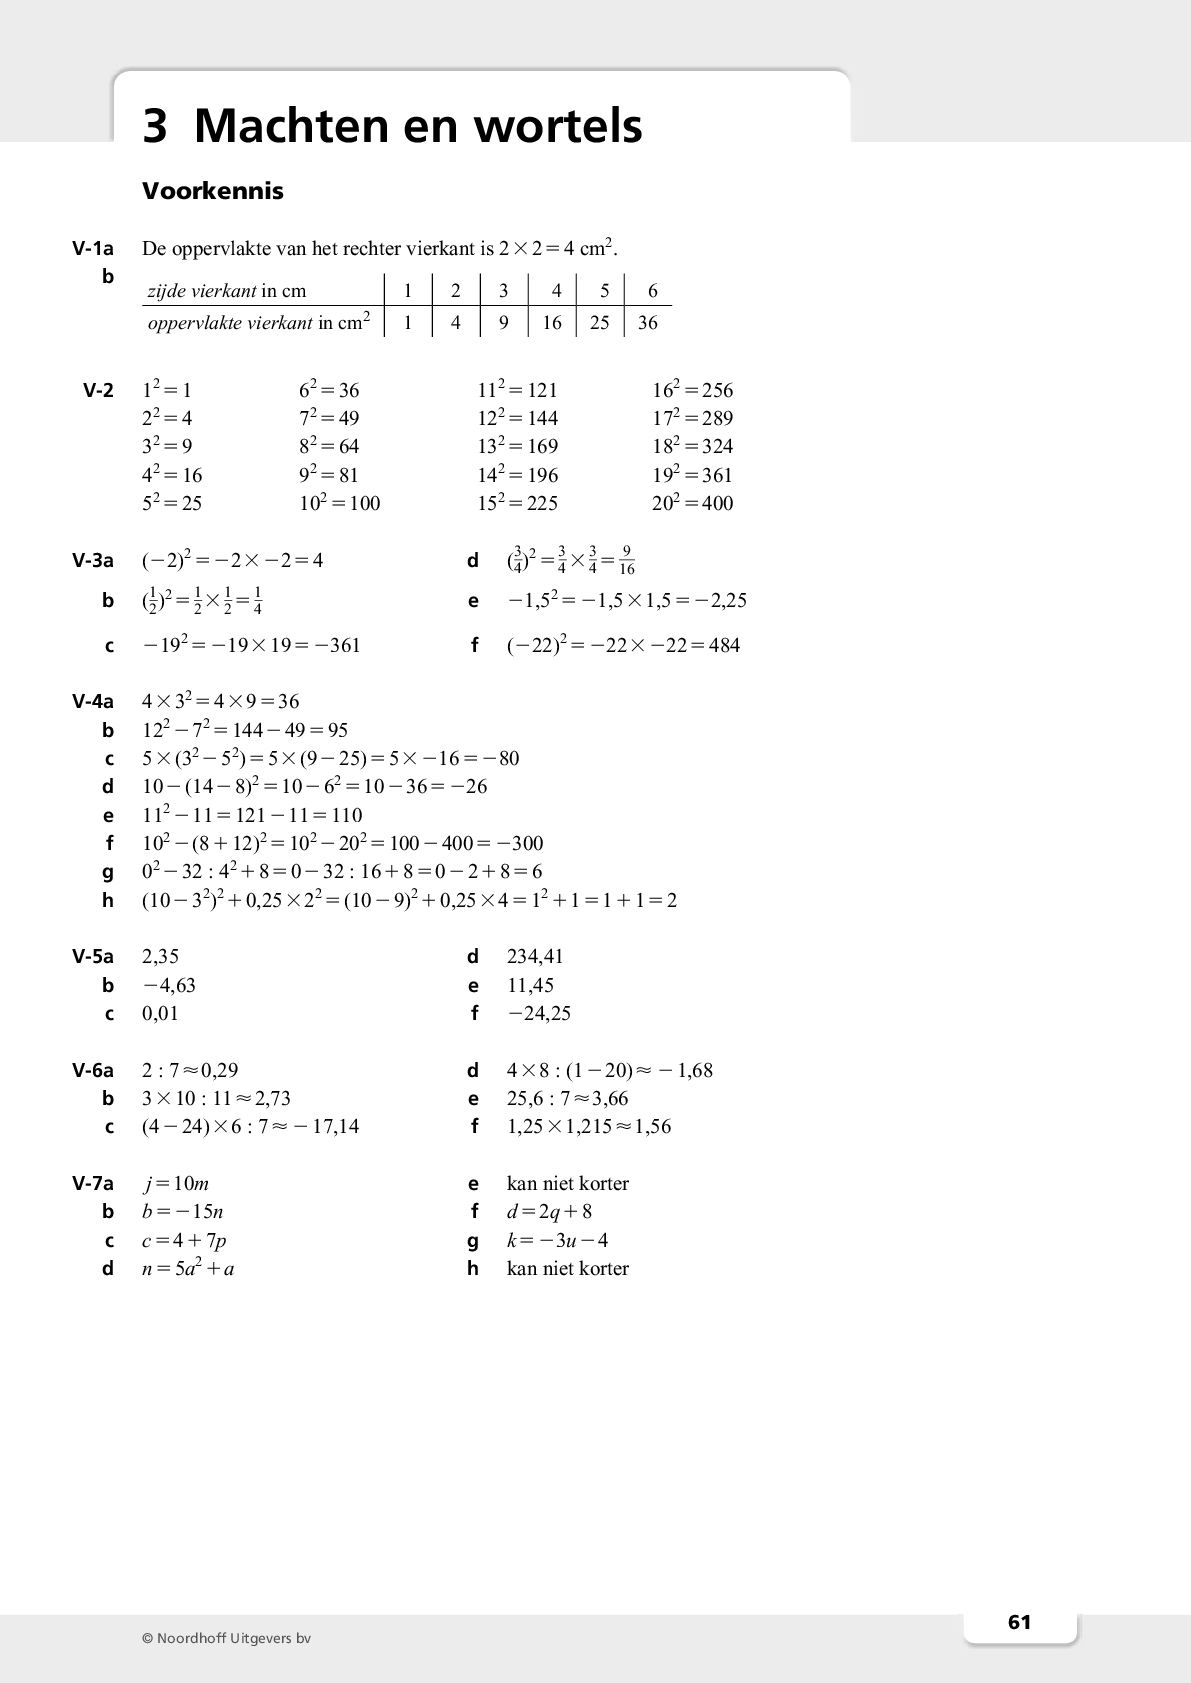 3 Machten en wortels
Voorkennis
V-1a De oppervlakte van het rechter vierkant is 2 × 2 = 4 cm².
b
zijde vierkant in cm 1 2 3 4 5 6
oppervlakte vierkant in cm² 1 4 9 16 25 36
V-2 1² = 1 6² = 36 11² = 121 16² = 256
2² = 4 7² = 49 12² = 144 17² = 289
3² = 9 8² = 64 13² = 169 18² = 324
4² = 16 9² = 81 14² = 196 19² = 361
5² = 25 10² = 100 15² = 225 20² = 400
V-3a (−2)² = −2 × −2 = 4 d (3/4)² = 3/4 × 3/4 = 9/16
b (1/2)² = 1/2 × 1/2 = 1/4 e −1,5² = −1,5 × 1,5 = −2,25
c −19² = −19 × 19 = −361 f (−22)² = −22 × −22 = 484
V-4a 4 × 3² = 4 × 9 = 36
b 12² − 7² = 144 − 49 = 95
c 5 × (3² − 5²) = 5 × (9 − 25) = 5 × −16 = −80
d 10 − (14 − 8)² = 10 − 6² = 10 − 36 = −26
e 11² − 11 = 121 − 11 = 110
f 10² − (8 + 12)² = 10² − 20² = 100 − 400 = −300
g 0² − 32 : 4² + 8 = 0 − 32 : 16 + 8 = 0 − 2 + 8 = 6
h (10 − 3²)² + 0,25 × 2² = (10 − 9)² + 0,25 × 4 = 1² + 1 = 1 + 1 = 2
V-5a 2,35 d 234,41
b −4,63 e 11,45
c 0,01 f −24,25
V-6a 2 : 7 ≈ 0,29 d 4 × 8 : (1 − 20) ≈ −1,68
b 3 × 10 : 11 ≈ 2,73 e 25,6 : 7 ≈ 3,66
c (4 − 24) × 6 : 7 ≈ −17,14 f 1,25 × 1,215 ≈ 1,56
V-7a j = 10m e kan niet korter
b b = −15n f d = 2q + 8
c c = 4 + 7p g k = −3u − 4
d n = 5a² + a h kan niet korter
61
© Noordhoff Uitgevers bv